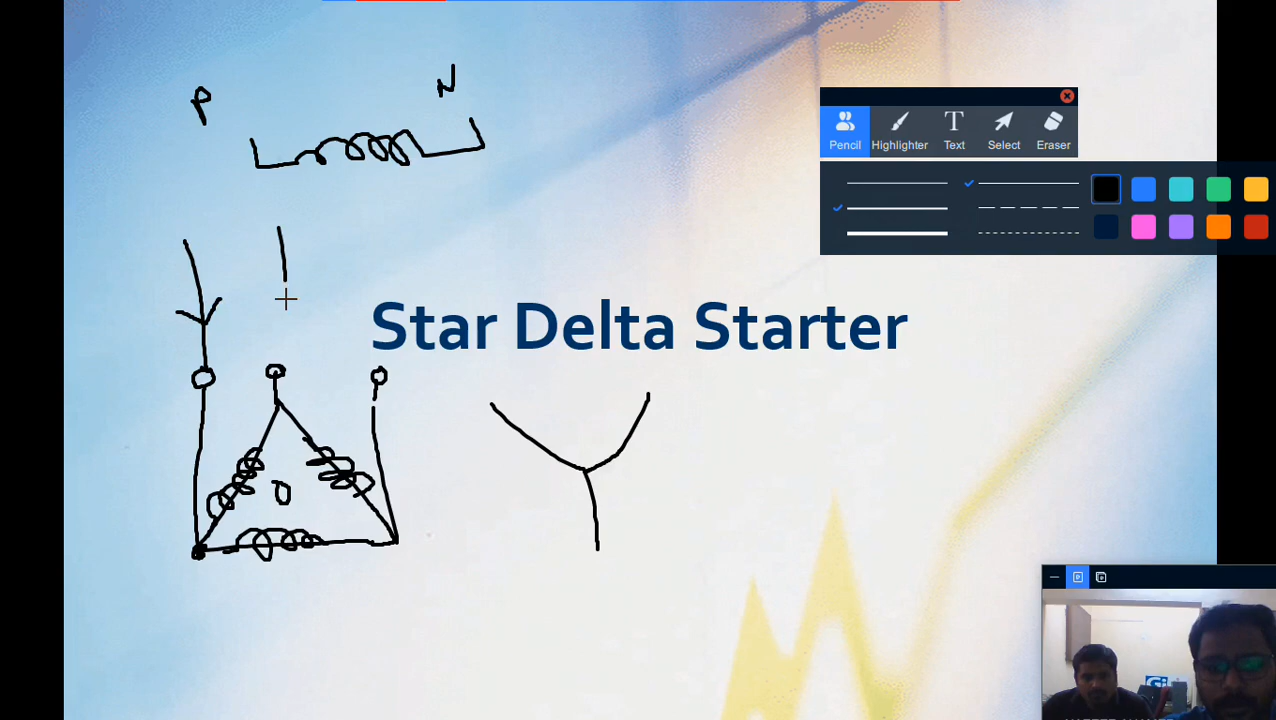 P
N
Pencil
Highlighter
Text
Select
Eraser
Star Delta Starter